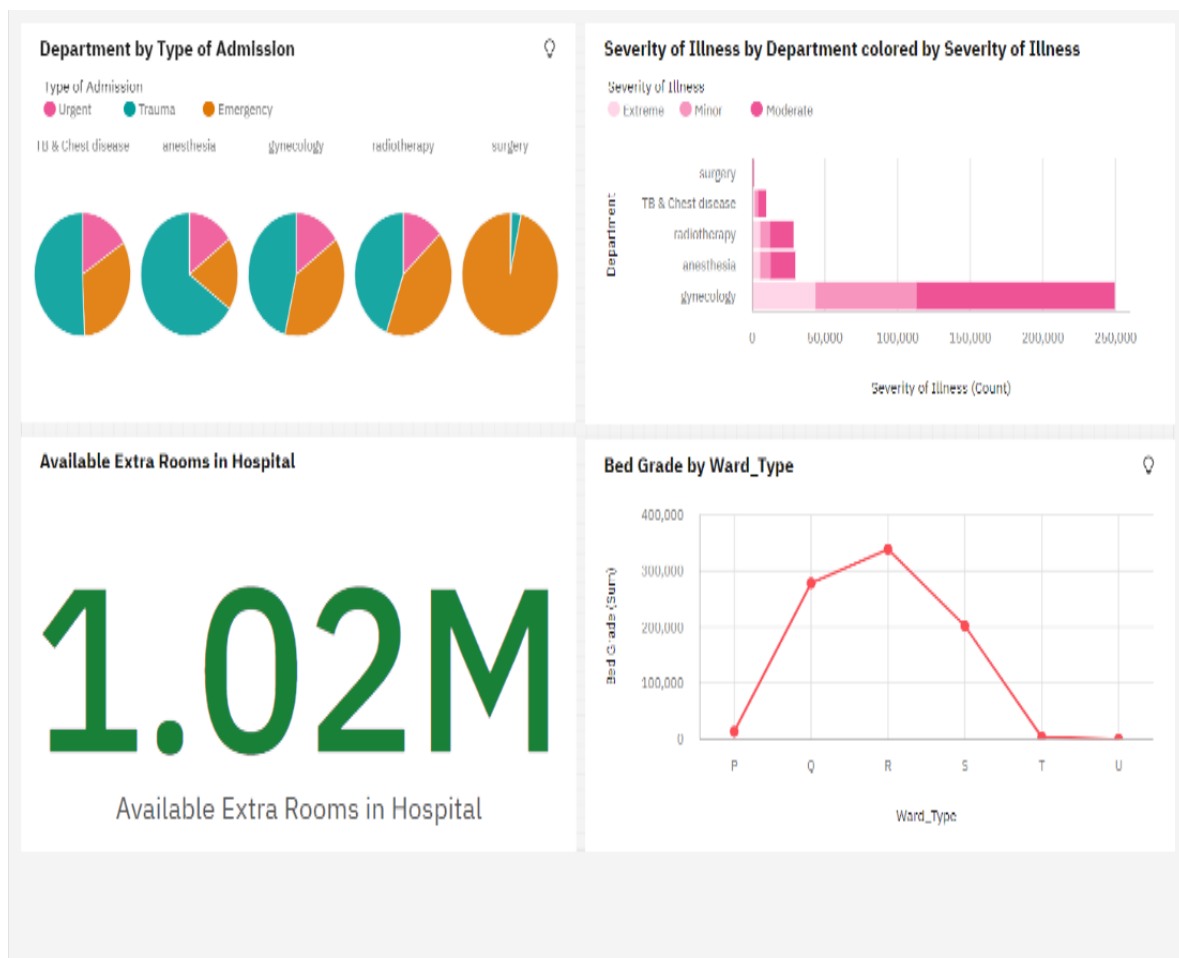 Department by Type of Admission
Type of Admission
Urgent Trauma Emergency
TB & Chest disease anesthesia gynecology radiotherapy surgery
Severity of Illness by Department colored by Severity of Illness
Severity of Illness
Extreme Minor Moderate
Department
surgery
TB & Chest disease
radiotherapy
anesthesia
gynecology
0 50,000 100,000 150,000 200,000 250,000
Severity of Illness (Count)
Available Extra Rooms in Hospital
1.02M
Available Extra Rooms in Hospital
Bed Grade by Ward_Type
Bed Grade (Sum)
400,000
300,000
200,000
100,000
0
P Q R S T U
Ward_Type